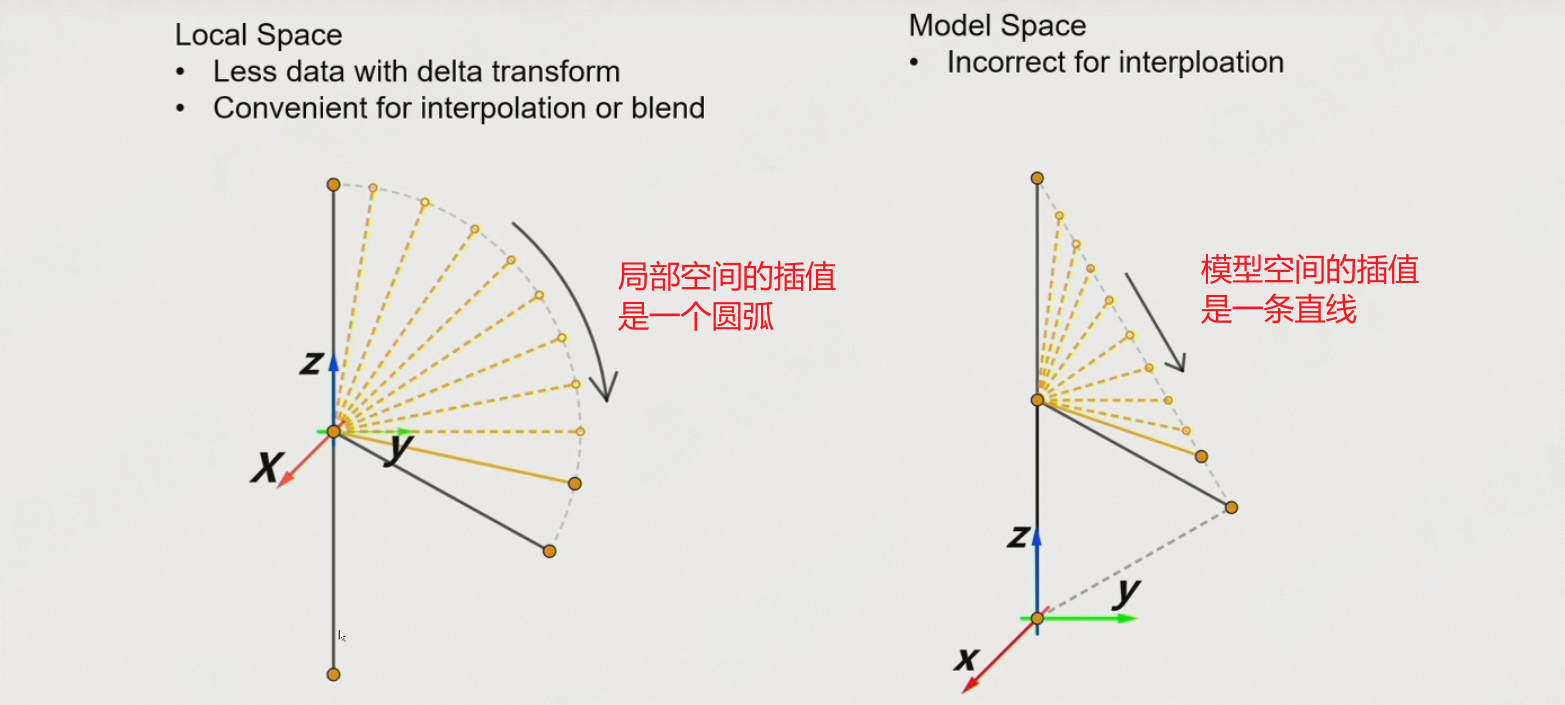 Local Space
• Less data with delta transform
• Convenient for interpolation or blend
Model Space
• Incorrect for interploation
局部空间的插值
是一个圆弧
模型空间的插值
是一条直线
z
y
X
z
y
x